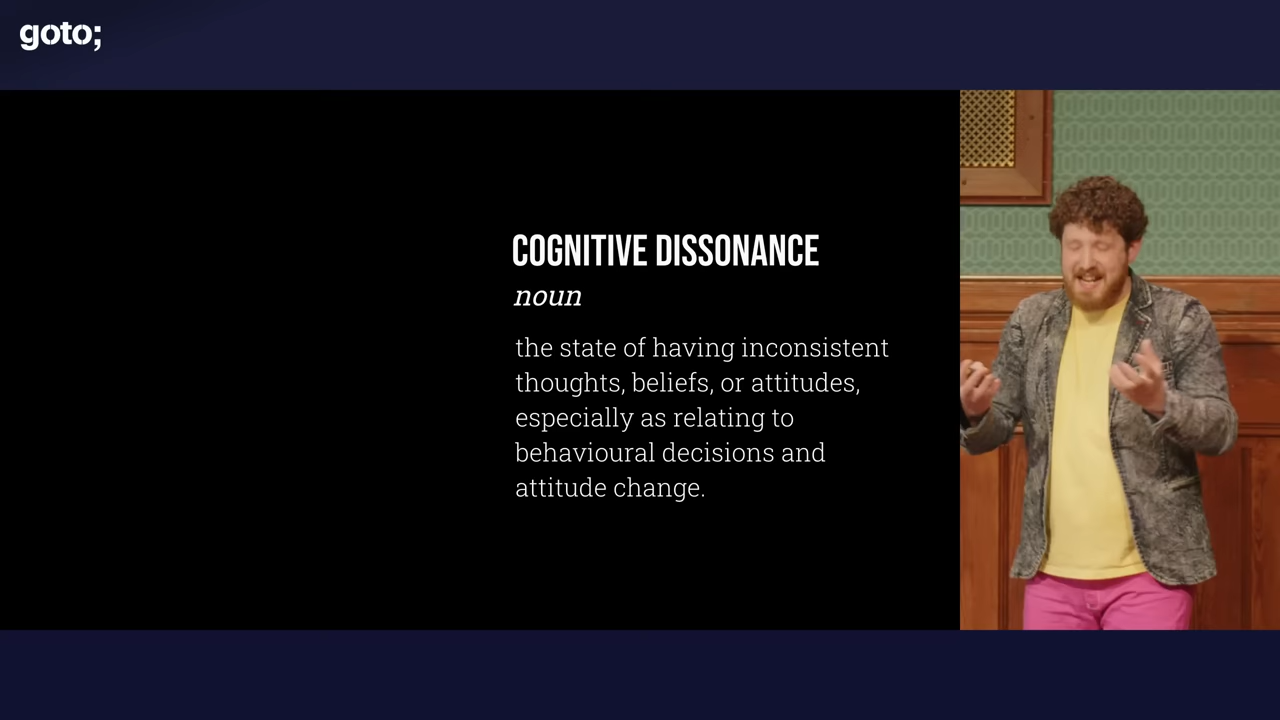 goto;
COGNITIVE DISSONANCE
noun
the state of having inconsistent
thoughts, beliefs, or attitudes,
especially as relating to
behavioural decisions and
attitude change.